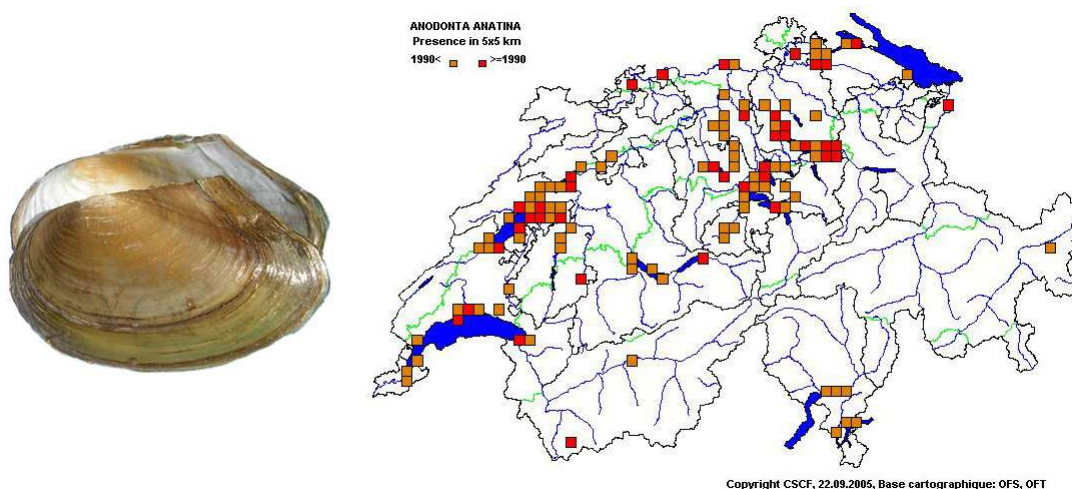 ANODONTA ANATINA
Presence in 5x5 km
1990< >=1990
Copyright CSCF, 22.09.2005, Base cartographique: OFS, OFT